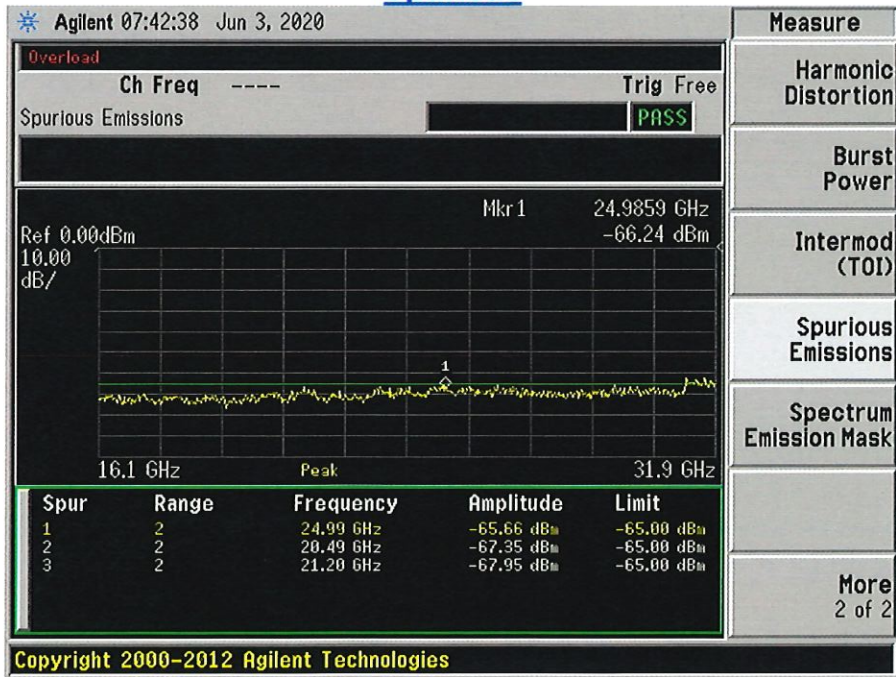 Agilent 07:42:38 Jun 3, 2020
Measure
Overload
Ch Freq ----
Trig Free
Spurious Emissions
PASS
Mkr1 24.9859 GHz
-66.24 dBm
Ref 0.00dBm
10.00
dB/
1
16.1 GHz
Peak
31.9 GHz
Spur Range Frequency Amplitude Limit
1 2 24.99 GHz -65.66 dBm -65.00 dBm
2 2 20.49 GHz -67.35 dBm -65.00 dBm
3 2 21.20 GHz -67.95 dBm -65.00 dBm
Harmonic
Distortion
Burst
Power
Intermod
(TOI)
Spurious
Emissions
Spectrum
Emission Mask
More
2 of 2
Copyright 2000-2012 Agilent Technologies